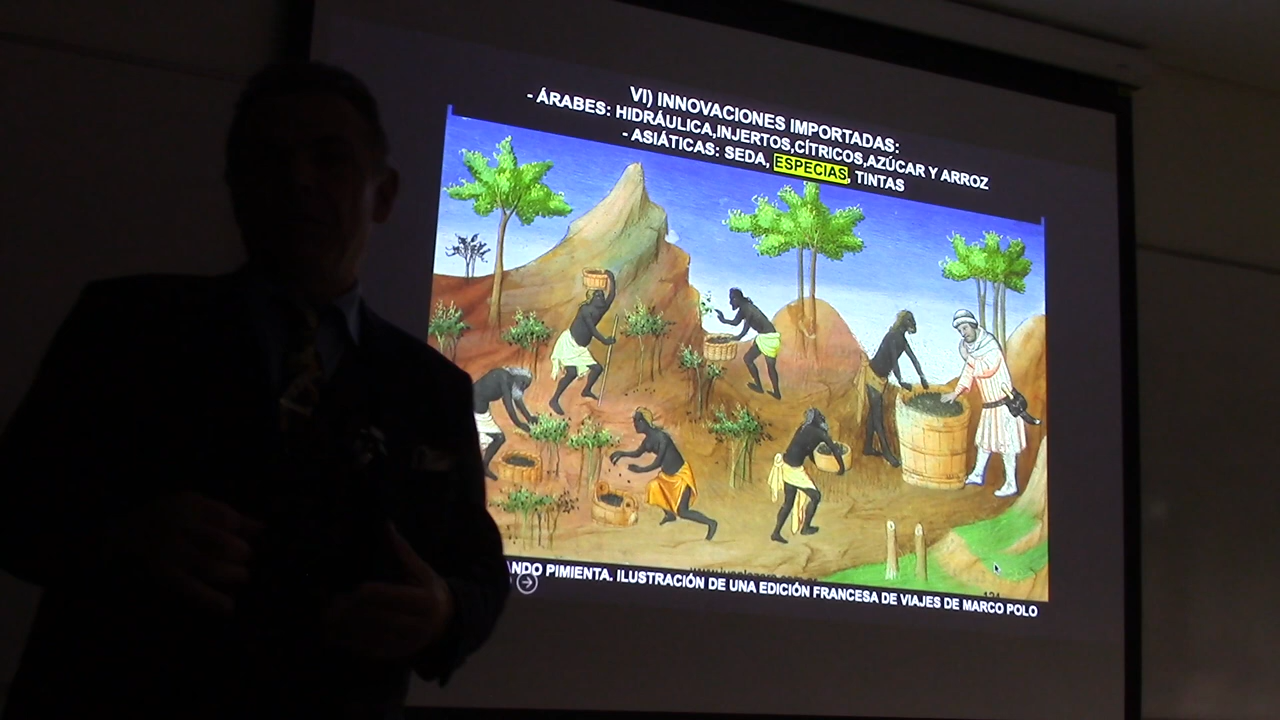 VI) INNOVACIONES IMPORTADAS:
- ÁRABES: HIDRÁULICA,INJERTOS,CÍTRICOS,AZÚCAR Y ARROZ
- ASIÁTICAS: SEDA, ESPECIAS, TINTAS
ANDO PIMIENTA. ILUSTRACIÓN DE UNA EDICIÓN FRANCESA DE VIAJES DE MARCO POLO